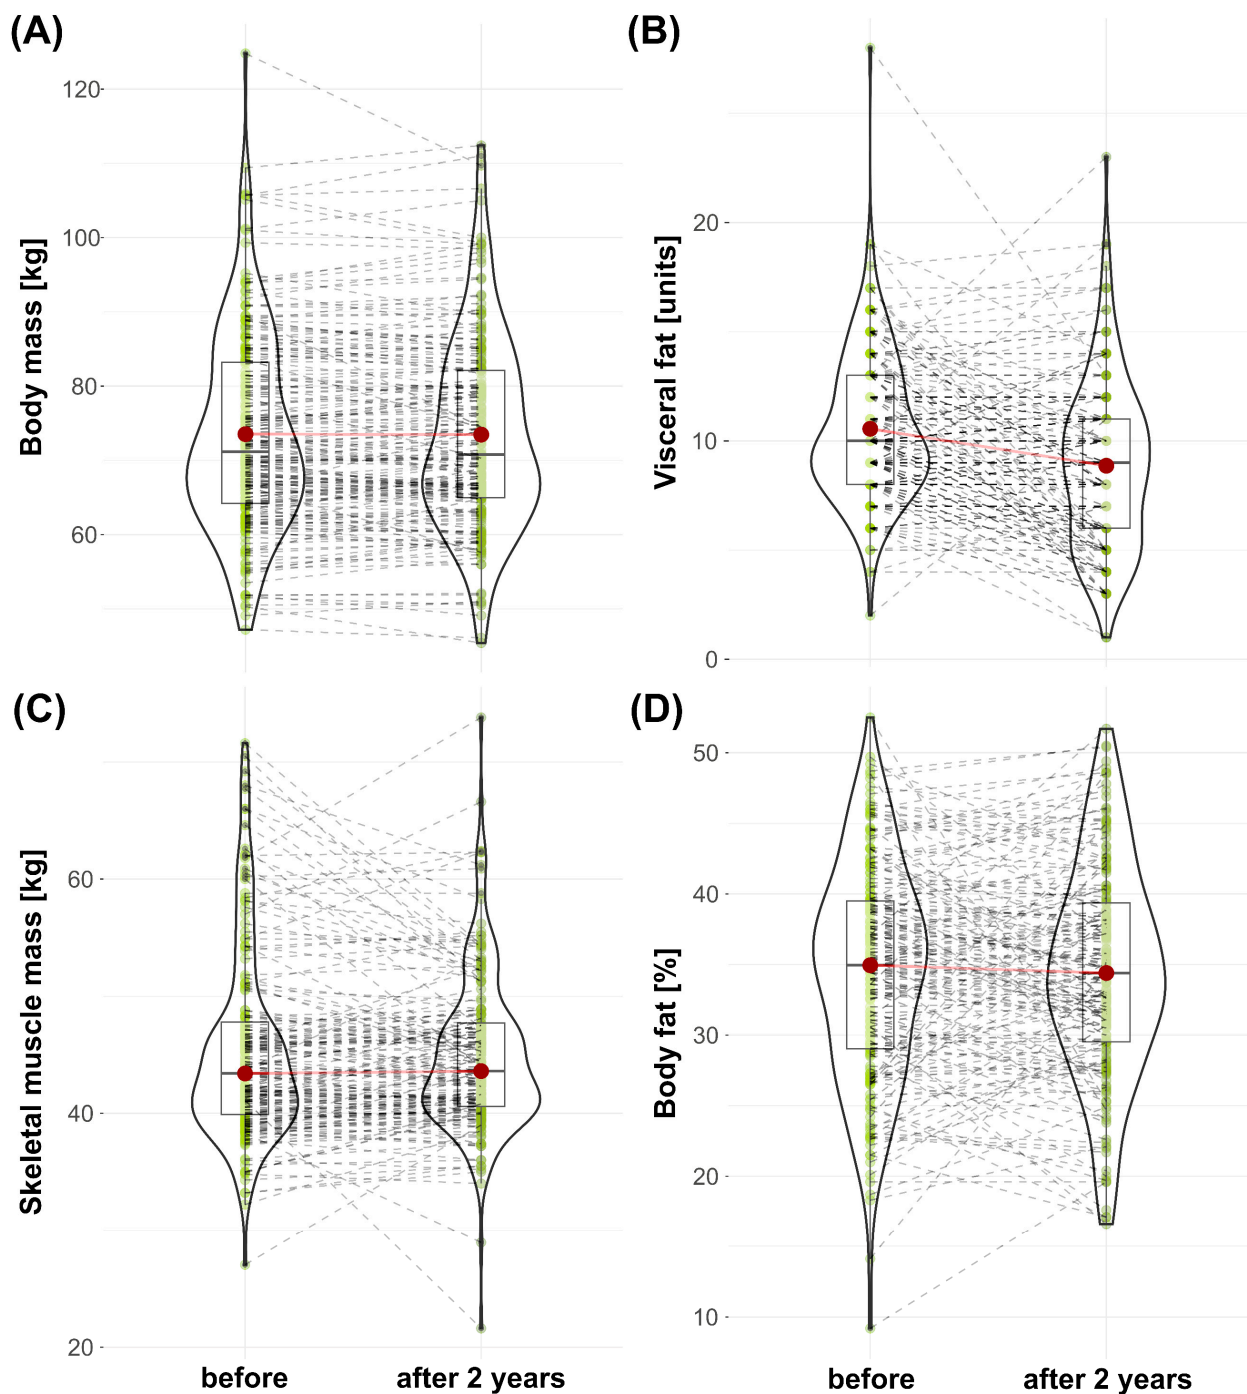 (A)
Body mass [kg]
120
100
80
60
(B)
Visceral fat [units]
20
10
0
(C)
Skeletal muscle mass [kg]
60
40
20
before
after 2 years
(D)
Body fat [%]
50
40
30
20
10
before
after 2 years